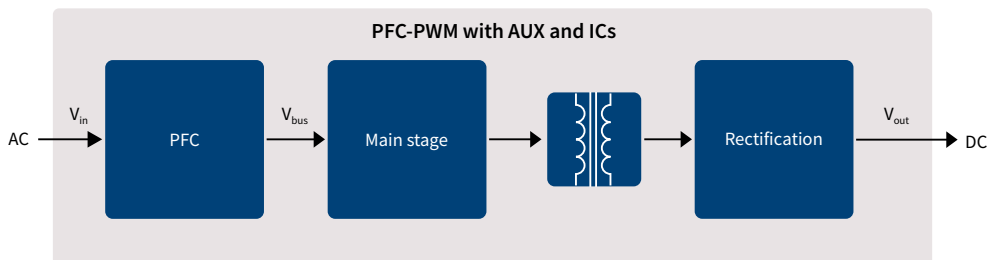 PFC-PWM with AUX and ICs
AC
Vin
PFC
Vbus
Main stage
Rectification
Vout
DC